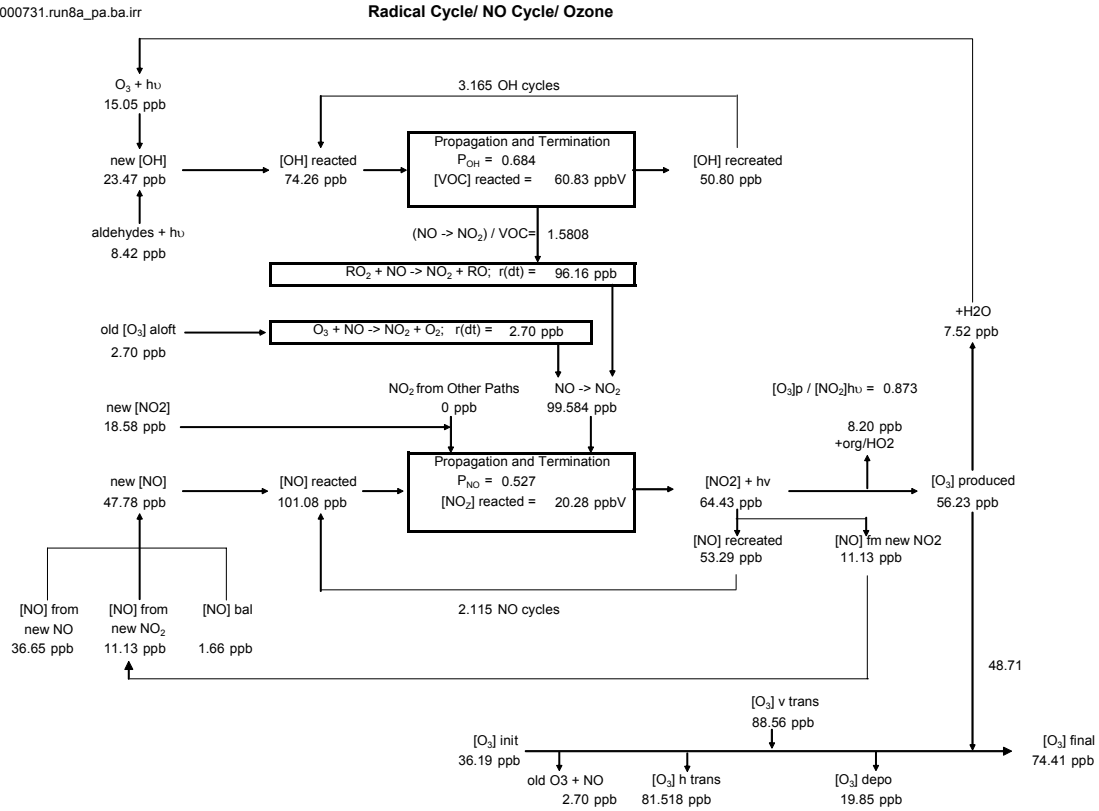 000731.run8a_pa.ba.irr
Radical Cycle/ NO Cycle/ Ozone
O₃ + hυ
15.05 ppb
3.165 OH cycles
new [OH]
23.47 ppb
[OH] reacted
74.26 ppb
Propagation and Termination
P_OH = 0.684
[VOC] reacted = 60.83 ppbV
[OH] recreated
50.80 ppb
aldehydes + hυ
8.42 ppb
(NO -> NO₂) / VOC= 1.5808
RO₂ + NO -> NO₂ + RO; r(dt) = 96.16 ppb
old [O₃] aloft
2.70 ppb
O₃ + NO -> NO₂ + O₂; r(dt) = 2.70 ppb
+H2O
7.52 ppb
NO₂ from Other Paths
0 ppb
NO -> NO₂
99.584 ppb
[O₃]p / [NO₂]hυ = 0.873
new [NO2]
18.58 ppb
8.20 ppb
+org/HO2
new [NO]
47.78 ppb
[NO] reacted
101.08 ppb
Propagation and Termination
P_NO = 0.527
[NO_Z] reacted = 20.28 ppbV
[NO2] + hv
64.43 ppb
[O₃] produced
56.23 ppb
[NO] recreated
53.29 ppb
[NO] fm new NO2
11.13 ppb
2.115 NO cycles
[NO] from
new NO
36.65 ppb
[NO] from
new NO₂
11.13 ppb
[NO] bal
1.66 ppb
48.71
[O₃] v trans
88.56 ppb
[O₃] init
36.19 ppb
[O₃] final
74.41 ppb
old O3 + NO
2.70 ppb
[O₃] h trans
81.518 ppb
[O₃] depo
19.85 ppb